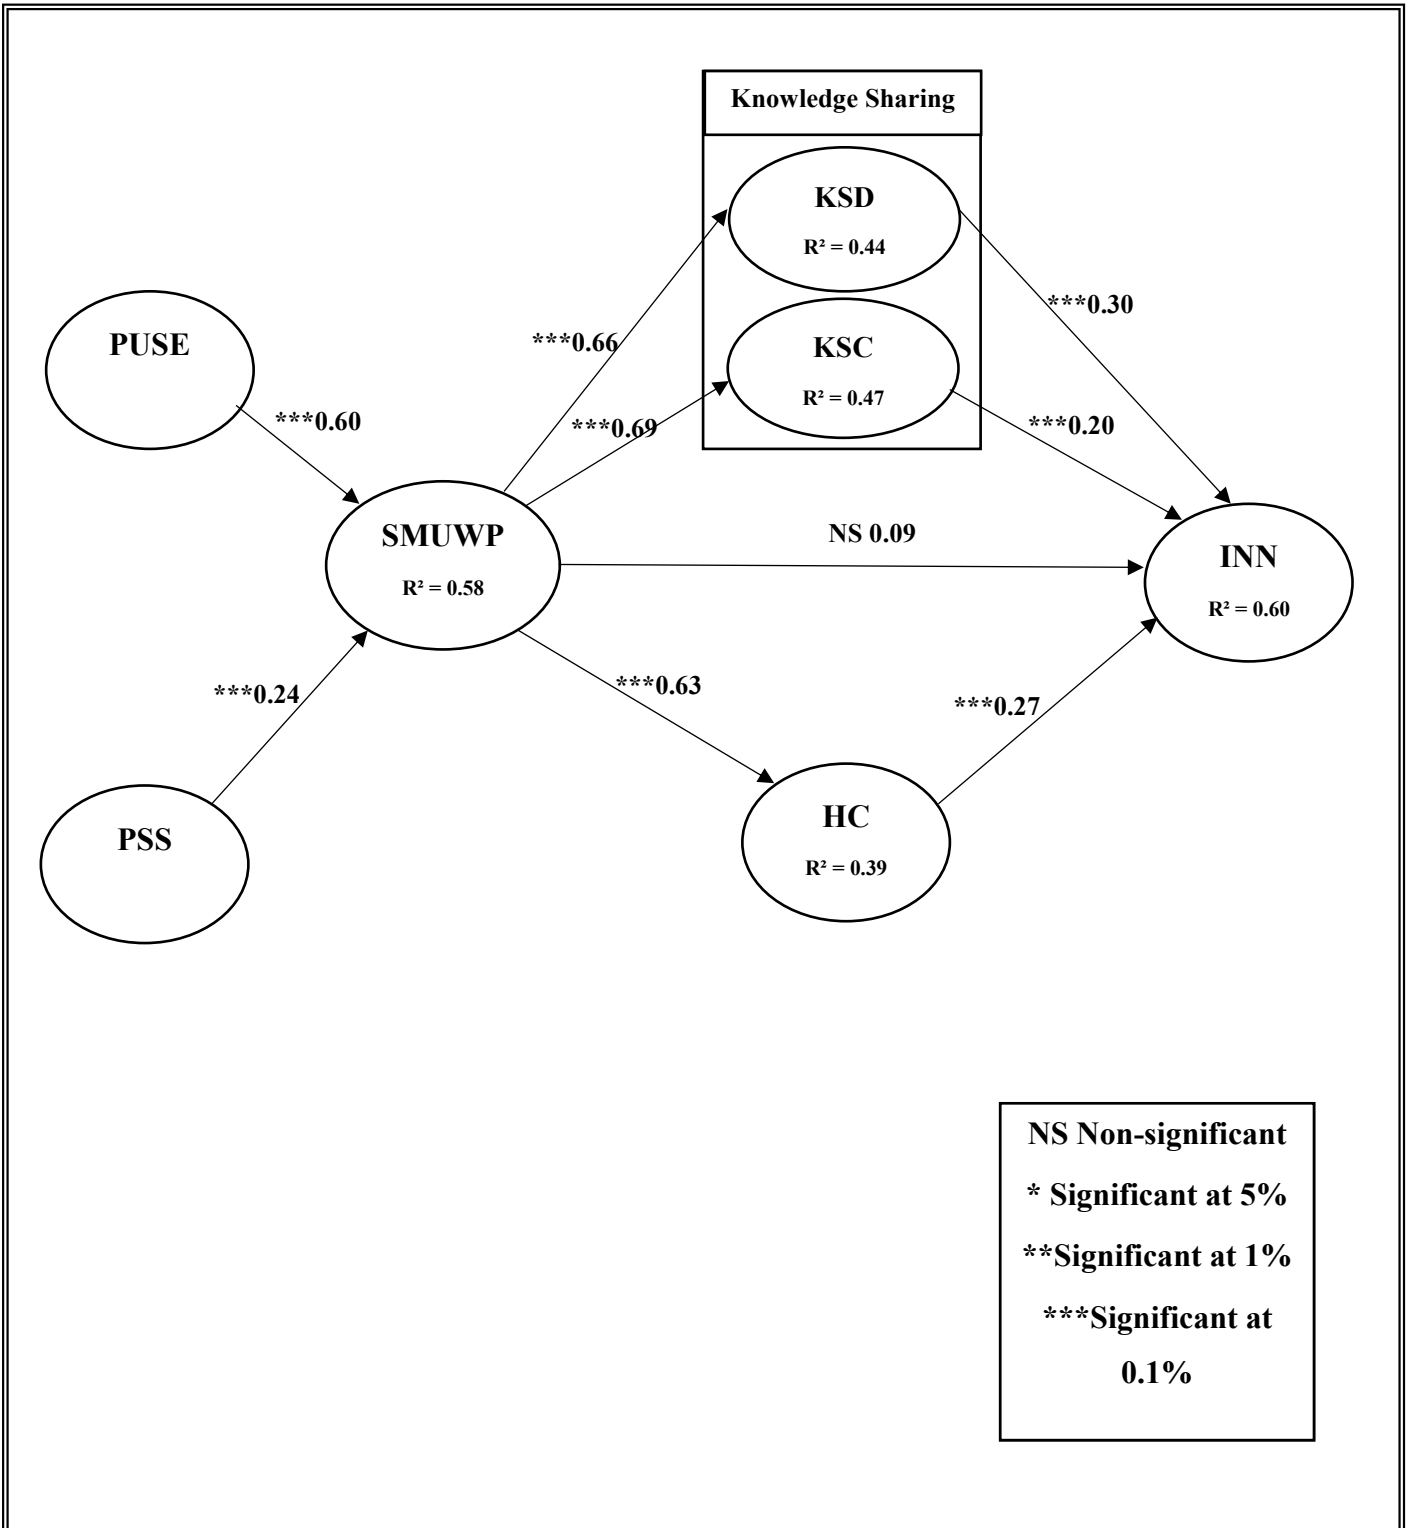 Knowledge Sharing
KSD
R² = 0.44
KSC
R² = 0.47
***0.30
***0.66
PUSE
***0.60
***0.69
***0.20
SMUWP
R² = 0.58
NS 0.09
INN
R² = 0.60
***0.24
***0.63
***0.27
PSS
HC
R² = 0.39
NS Non-significant
* Significant at 5%
**Significant at 1%
***Significant at
0.1%